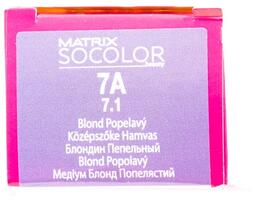 MATRIX
SOCOLOR
beauty
7A
7.1
Blond Popelavý
Középszőke Hamvas
Блондин Пепельный
Blond Popolavý
Медіум Блонд Попелястий